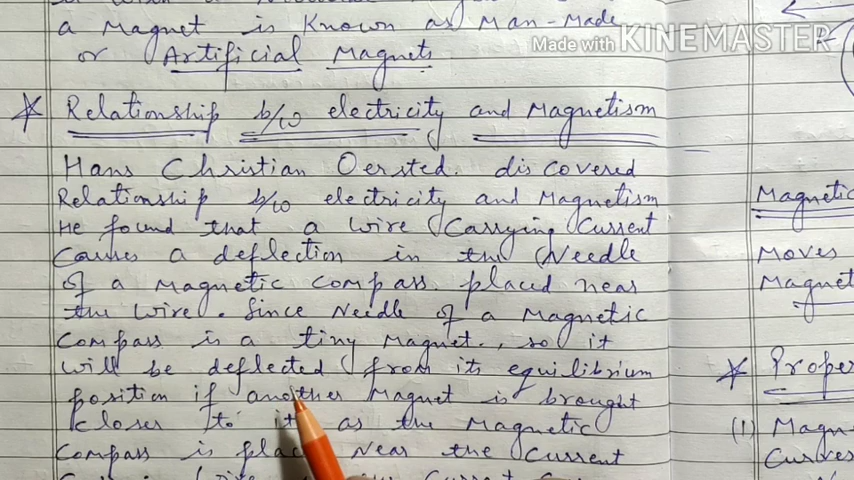 a Magnet is Known as Man-Made
or Artificial Magnets
Made with KINEMASTER
Relationship b/w electricity and Magnetism
Hans Christian Oersted. discovered
Relationship b/w electricity and Magnetism
He found that a wire Carrying Current
Causes a deflection in the Needle
of a Magnetic Compass. placed near
the wire. Since Needle of a Magnetic
Compass is a tiny Magnet., so it
will be deflected from its equilibrium
position if another Magnet is brought
closer to it as the Magnetic
Compass is Near the Current
Magnetic
Moves
Magnet
Proper
(1) Magn
Curves